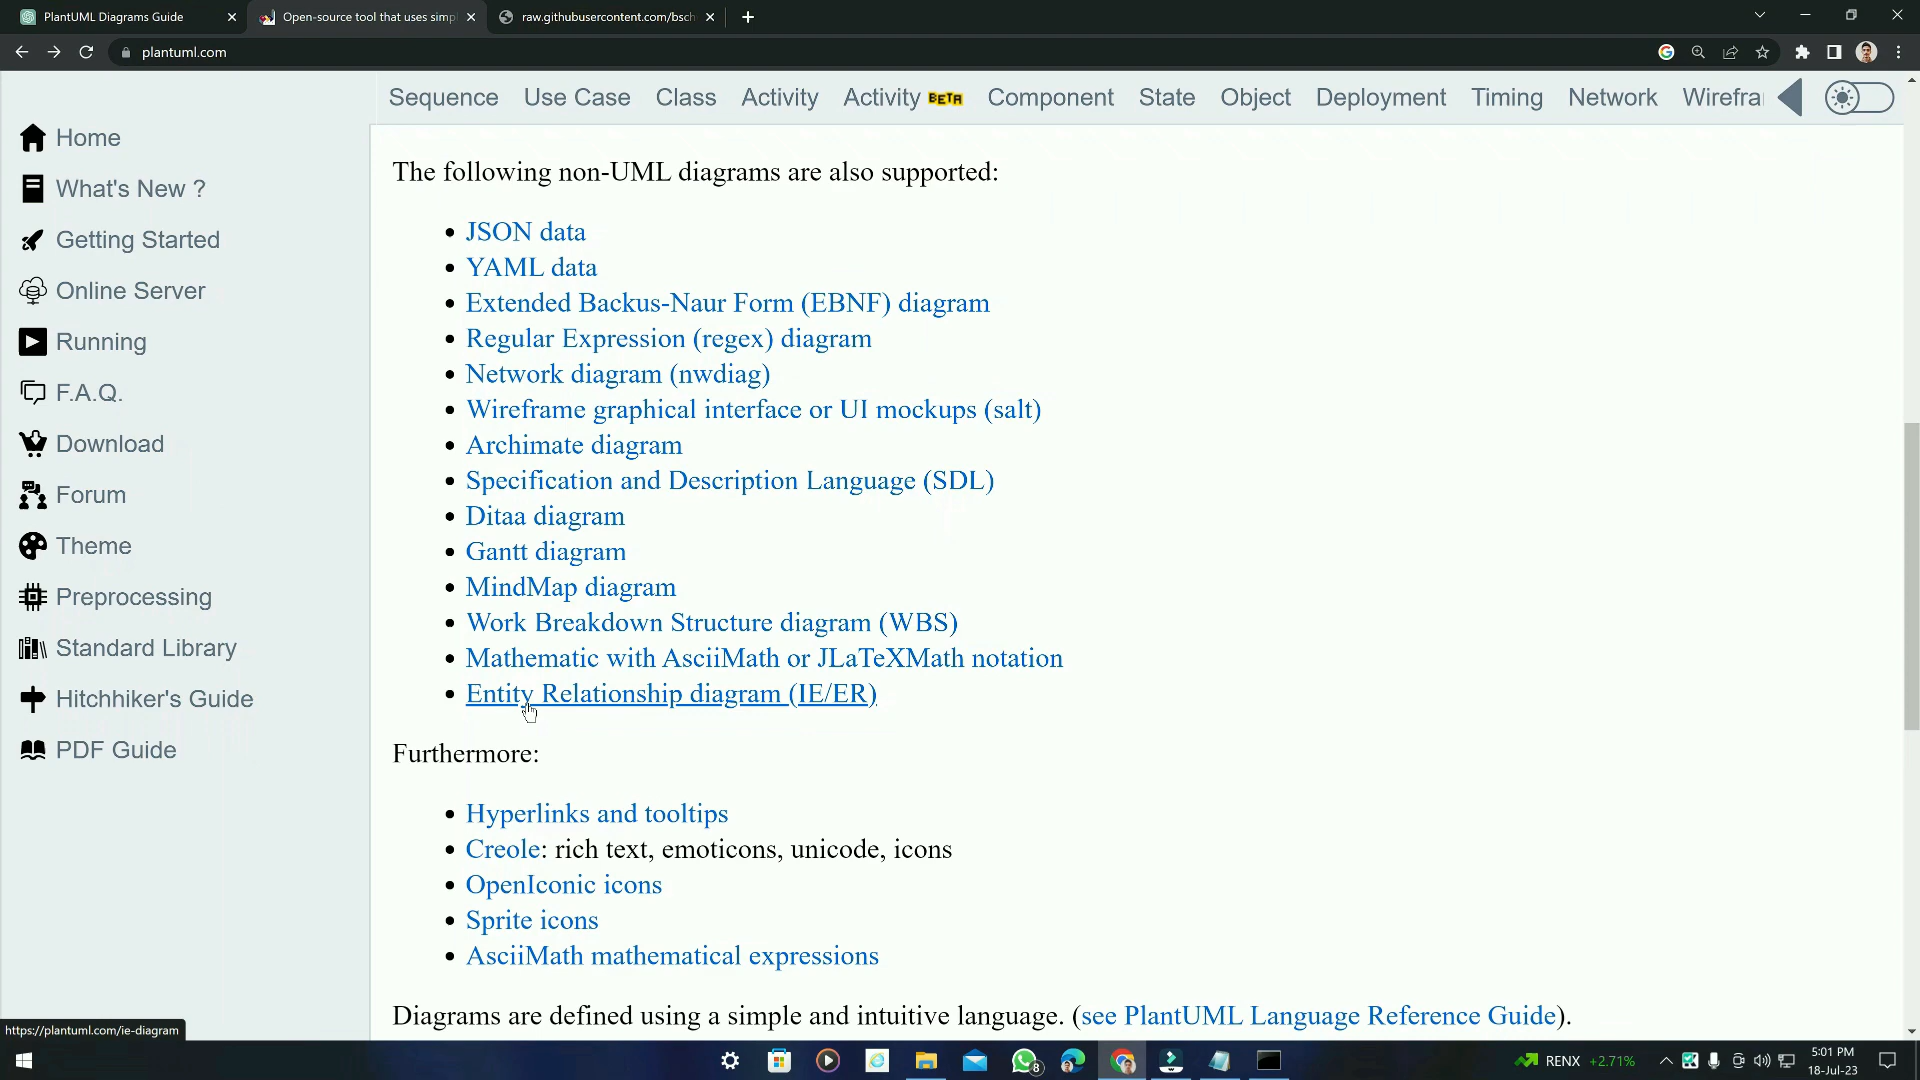 PlantUML Diagrams Guide
Open-source tool that uses simpl
raw.githubusercontent.com/bsch
plantuml.com
Sequence Use Case Class Activity Activity BETA Component State Object Deployment Timing Network Wirefra
Home
What's New ?
Getting Started
Online Server
Running
F.A.Q.
Download
Forum
Theme
Preprocessing
Standard Library
Hitchhiker's Guide
PDF Guide
The following non-UML diagrams are also supported:
JSON data
YAML data
Extended Backus-Naur Form (EBNF) diagram
Regular Expression (regex) diagram
Network diagram (nwdiag)
Wireframe graphical interface or UI mockups (salt)
Archimate diagram
Specification and Description Language (SDL)
Ditaa diagram
Gantt diagram
MindMap diagram
Work Breakdown Structure diagram (WBS)
Mathematic with AsciiMath or JLaTeXMath notation
Entity Relationship diagram (IE/ER)
Furthermore:
Hyperlinks and tooltips
Creole: rich text, emoticons, unicode, icons
OpenIconic icons
Sprite icons
AsciiMath mathematical expressions
Diagrams are defined using a simple and intuitive language. (see PlantUML Language Reference Guide).
https://plantuml.com/ie-diagram
8
RENX +2.71%
5:01 PM
18-Jul-23